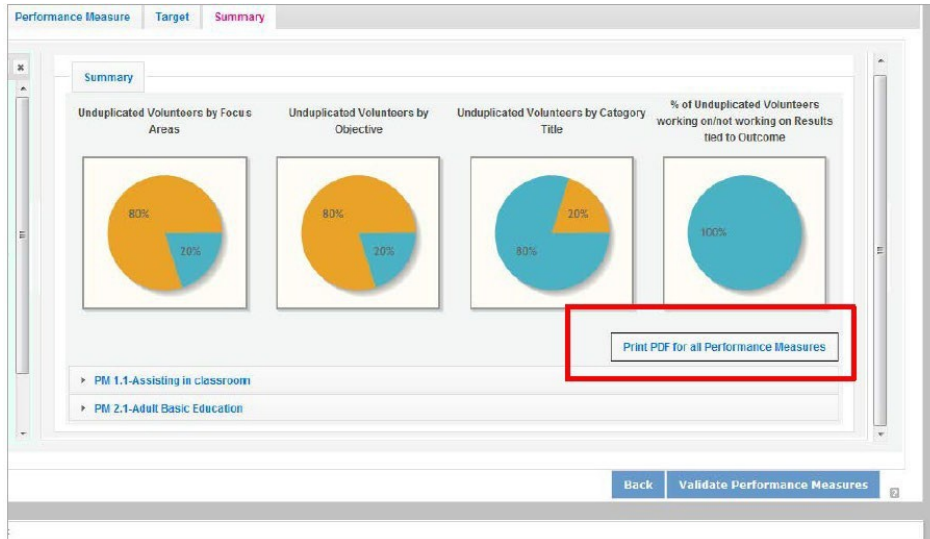 Performance Measure Target Summary
Summary
Unduplicated Volunteers by Focus
Areas
Unduplicated Volunteers by
Objective
Unduplicated Volunteers by Category
Title
% of Unduplicated Volunteers
working on/not working on Results
tied to Outcome
80%
20%
80%
20%
20%
80%
100%
Print PDF for all Performance Measures
PM 1.1-Assisting in classroom
PM 2.1-Adult Basic Education
Back Validate Performance Measures